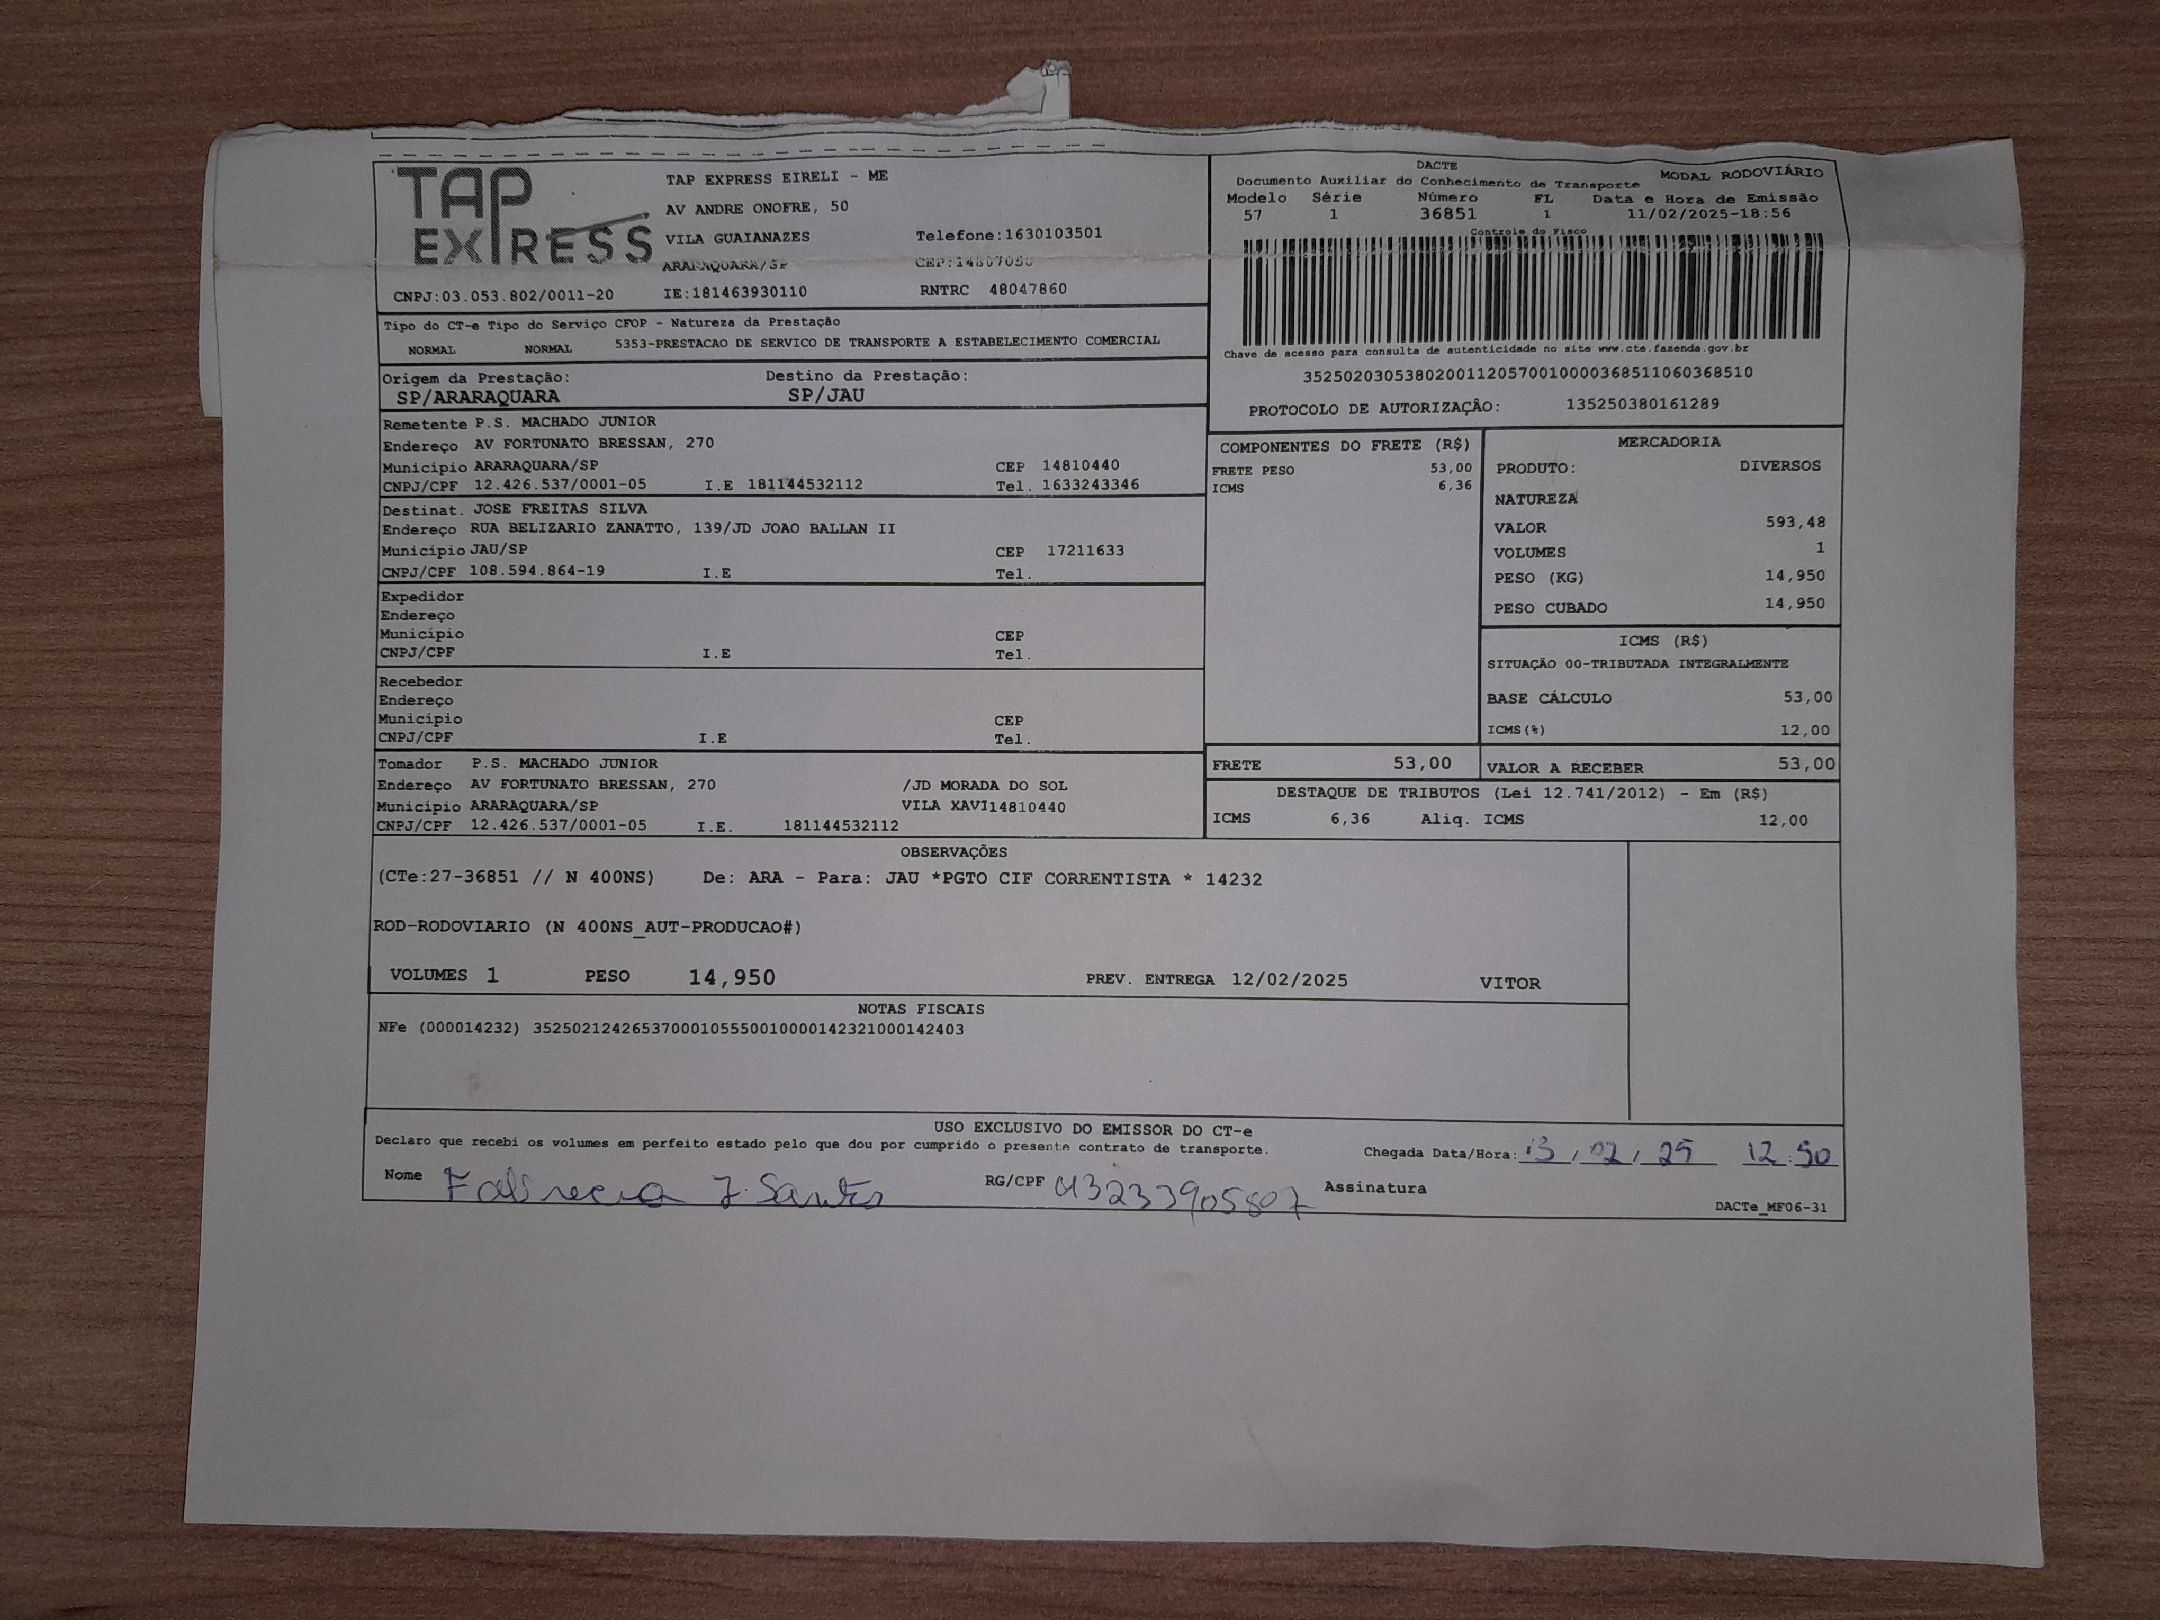 TAP EXPRESS
TAP EXPRESS EIRELI - ME
AV ANDRE ONOFRE, 50
VILA GUAIANAZES Telefone:1630103501
ARARAQUARA/SP
CNPJ:03.053.802/0011-20 IE:181463930110 RNTRC 48047860
DACTE
Documento Auxiliar do Conhecimento de Transporte MODAL RODOVIÁRIO
Modelo Série Número FL Data e Hora de Emissão
57 1 36851 1 11/02/2025-18:56
Controle do Fisco
Chave de acesso para consulta de autenticidade no site www.cte.fazenda.gov.br
35250203053802001120570010000368511060368510
PROTOCOLO DE AUTORIZAÇÃO: 135250380161289
Tipo do CT-e Tipo do Serviço CFOP - Natureza da Prestação
NORMAL NORMAL 5353-PRESTACAO DE SERVICO DE TRANSPORTE A ESTABELECIMENTO COMERCIAL
Origem da Prestação: Destino da Prestação:
SP/ARARAQUARA SP/JAU
Remetente P.S. MACHADO JUNIOR
Endereço AV FORTUNATO BRESSAN, 270
Município ARARAQUARA/SP CEP 14810440
CNPJ/CPF 12.426.537/0001-05 I.E 181144532112 Tel. 1633243346
Destinat. JOSE FREITAS SILVA
Endereço RUA BELIZARIO ZANATTO, 139/JD JOAO BALLAN II
Município JAU/SP CEP 17211633
CNPJ/CPF 108.594.864-19 I.E Tel.
Expedidor
Endereço
Município CEP
CNPJ/CPF I.E Tel.
Recebedor
Endereço
Município CEP
CNPJ/CPF I.E Tel.
Tomador P.S. MACHADO JUNIOR
Endereço AV FORTUNATO BRESSAN, 270 /JD MORADA DO SOL
Município ARARAQUARA/SP VILA XAVI14810440
CNPJ/CPF 12.426.537/0001-05 I.E. 181144532112
COMPONENTES DO FRETE (R$)
FRETE PESO 53,00
ICMS 6,36
MERCADORIA
PRODUTO: DIVERSOS
NATUREZA
VALOR 593,48
VOLUMES 1
PESO (KG) 14,950
PESO CUBADO 14,950
ICMS (R$)
SITUAÇÃO 00-TRIBUTADA INTEGRALMENTE
BASE CÁLCULO 53,00
ICMS(%) 12,00
FRETE 53,00 VALOR A RECEBER 53,00
DESTAQUE DE TRIBUTOS (Lei 12.741/2012) - Em (R$)
ICMS 6,36 Aliq. ICMS 12,00
OBSERVAÇÕES
(CTe:27-36851 // N 400NS) De: ARA - Para: JAU *PGTO CIF CORRENTISTA * 14232
ROD-RODOVIARIO (N 400NS_AUT-PRODUCAO#)
VOLUMES 1 PESO 14,950 PREV. ENTREGA 12/02/2025 VITOR
NOTAS FISCAIS
NFe (000014232) 35250212426537000105550010000142321000142403
USO EXCLUSIVO DO EMISSOR DO CT-e
Declaro que recebi os volumes em perfeito estado pelo que dou por cumprido o presente contrato de transporte.
Chegada Data/Hora: 13/02/25 12:50
Nome Santos RG/CPF Assinatura
DACTe_MF06-31